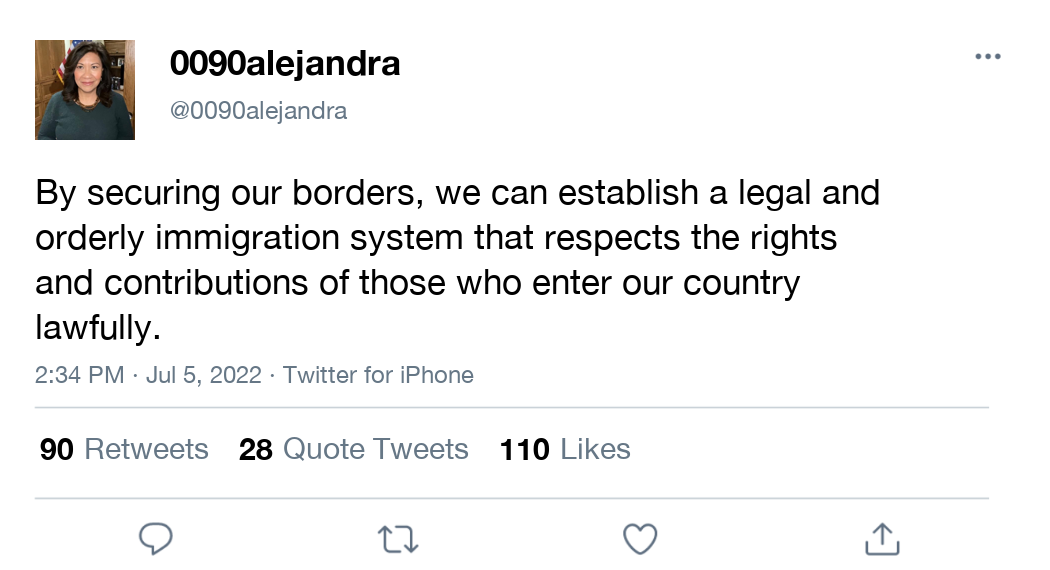 0090alejandra
@0090alejandra
By securing our borders, we can establish a legal and
orderly immigration system that respects the rights
and contributions of those who enter our country
lawfully.
2:34 PM · Jul 5, 2022 · Twitter for iPhone
90 Retweets 28 Quote Tweets 110 Likes